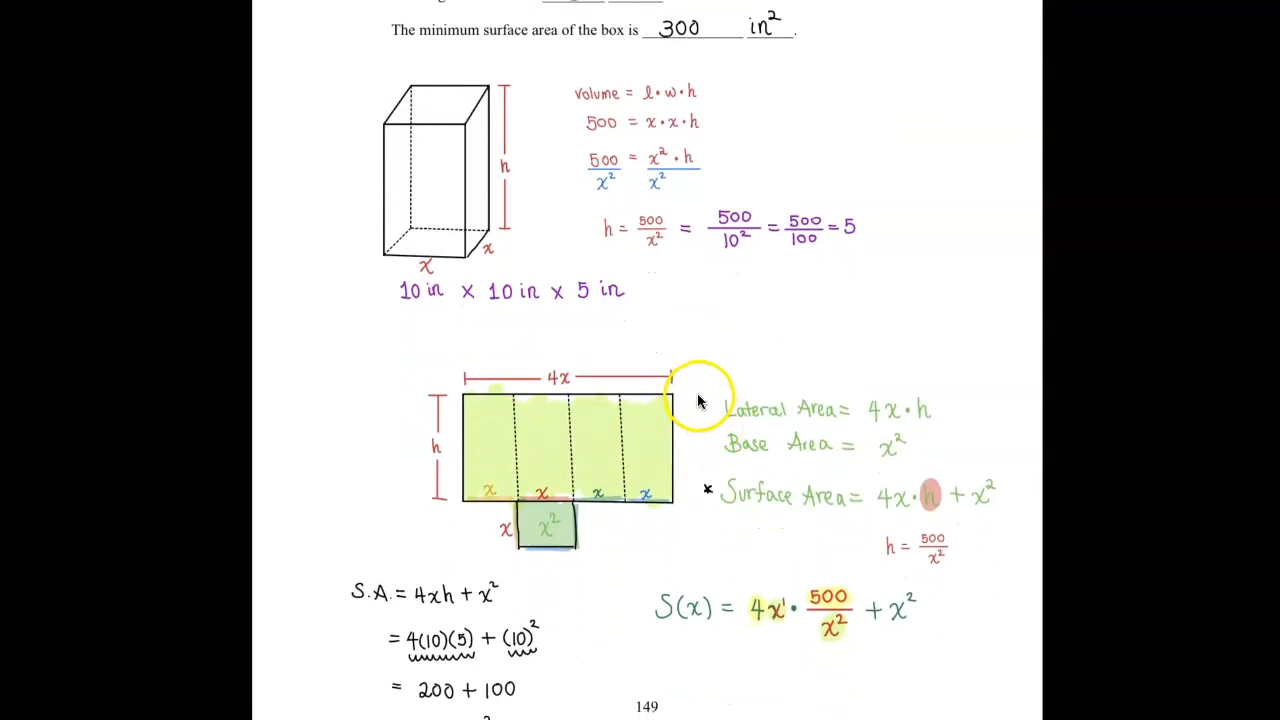 The minimum surface area of the box is 300 in².
volume = l • w • h
500 = x • x • h
500/x² = x² • h/x²
h = 500/x² = 500/10² = 500/100 = 5
h
x
x
10 in x 10 in x 5 in
4x
h
x x x x
x x²
Lateral Area = 4x • h
Base Area = x²
* Surface Area = 4x • h + x²
h = 500/x²
S(x) = 4x¹ • 500/x² + x²
S.A. = 4xh + x²
= 4(10)(5) + (10)²
= 200 + 100
149